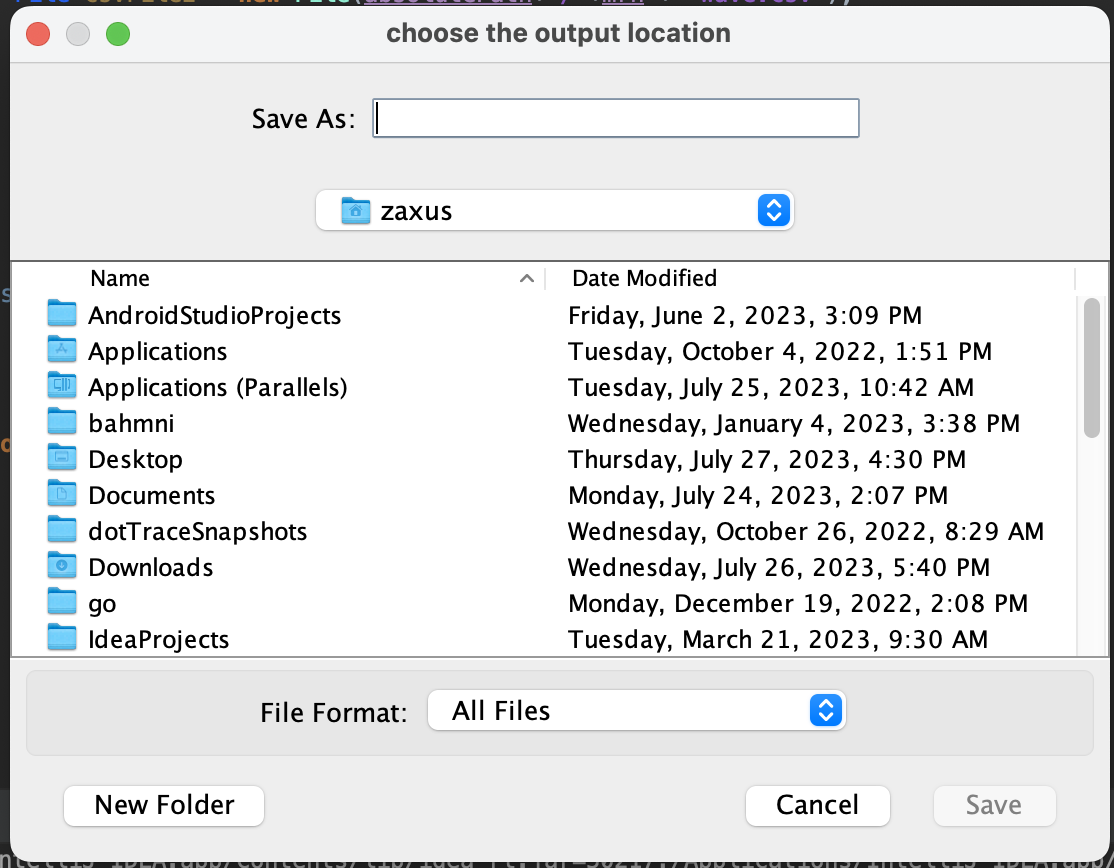 choose the output location
Save As:
zaxus
Name Date Modified
AndroidStudioProjects Friday, June 2, 2023, 3:09 PM
Applications Tuesday, October 4, 2022, 1:51 PM
Applications (Parallels) Tuesday, July 25, 2023, 10:42 AM
bahmni Wednesday, January 4, 2023, 3:38 PM
Desktop Thursday, July 27, 2023, 4:30 PM
Documents Monday, July 24, 2023, 2:07 PM
dotTraceSnapshots Wednesday, October 26, 2022, 8:29 AM
Downloads Wednesday, July 26, 2023, 5:40 PM
go Monday, December 19, 2022, 2:08 PM
IdeaProjects Tuesday, March 21, 2023, 9:30 AM
File Format: All Files
New Folder Cancel Save